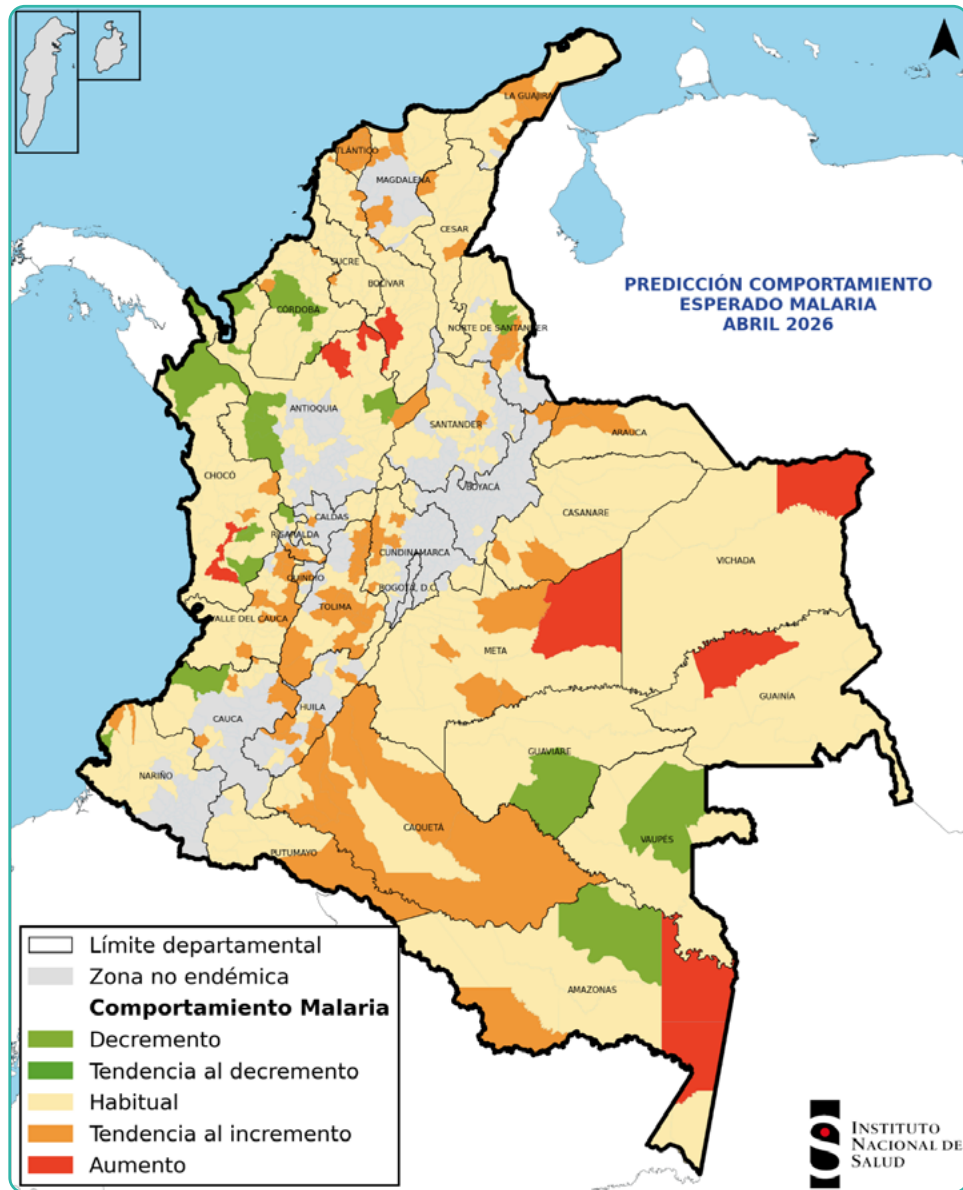 LA GUAJIRA
TLÁNTICO
MAGDALENA
CESAR
SUCRE
BOLÍVAR
CÓRDOBA
NORTE DE SANTANDER
PREDICCIÓN COMPORTAMIENTO
ESPERADO MALARIA
ABRIL 2026
ANTIOQUIA
SANTANDER
ARAUCA
CHOCÓ
BOYACÁ
CASANARE
CALDAS
RISARALDA
CUNDINAMARCA
VICHADA
QUINDÍO
BOGOTÁ, D.C.
TOLIMA
VALLE DEL CAUCA
META
GUAINÍA
HUILA
CAUCA
GUAVIARE
NARIÑO
CAQUETÁ
VAUPÉS
PUTUMAYO
AMAZONAS
Límite departamental
Zona no endémica
Comportamiento Malaria
Decremento
Tendencia al decremento
Habitual
Tendencia al incremento
Aumento
INSTITUTO
NACIONAL DE
SALUD